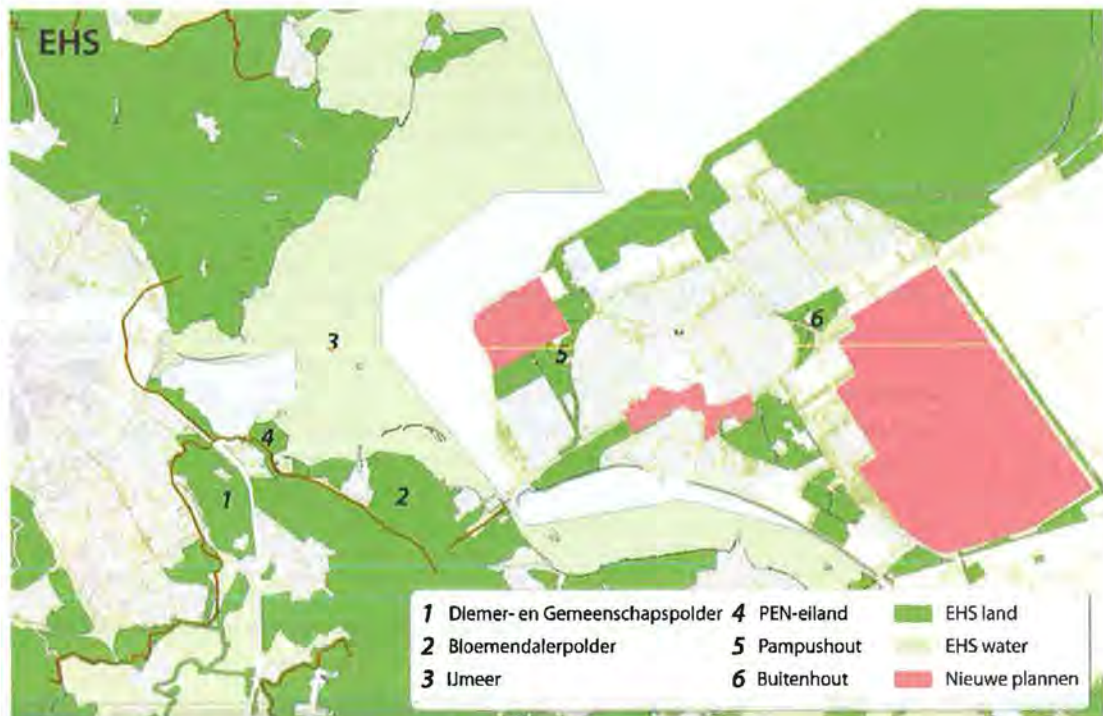 EHS
3
6
5
4
1
2
1 Diemer- en Gemeenschapspolder
2 Bloemendalerpolder
3 IJmeer
4 PEN-eiland
5 Pampushout
6 Buitenhout
EHS land
EHS water
Nieuwe plannen